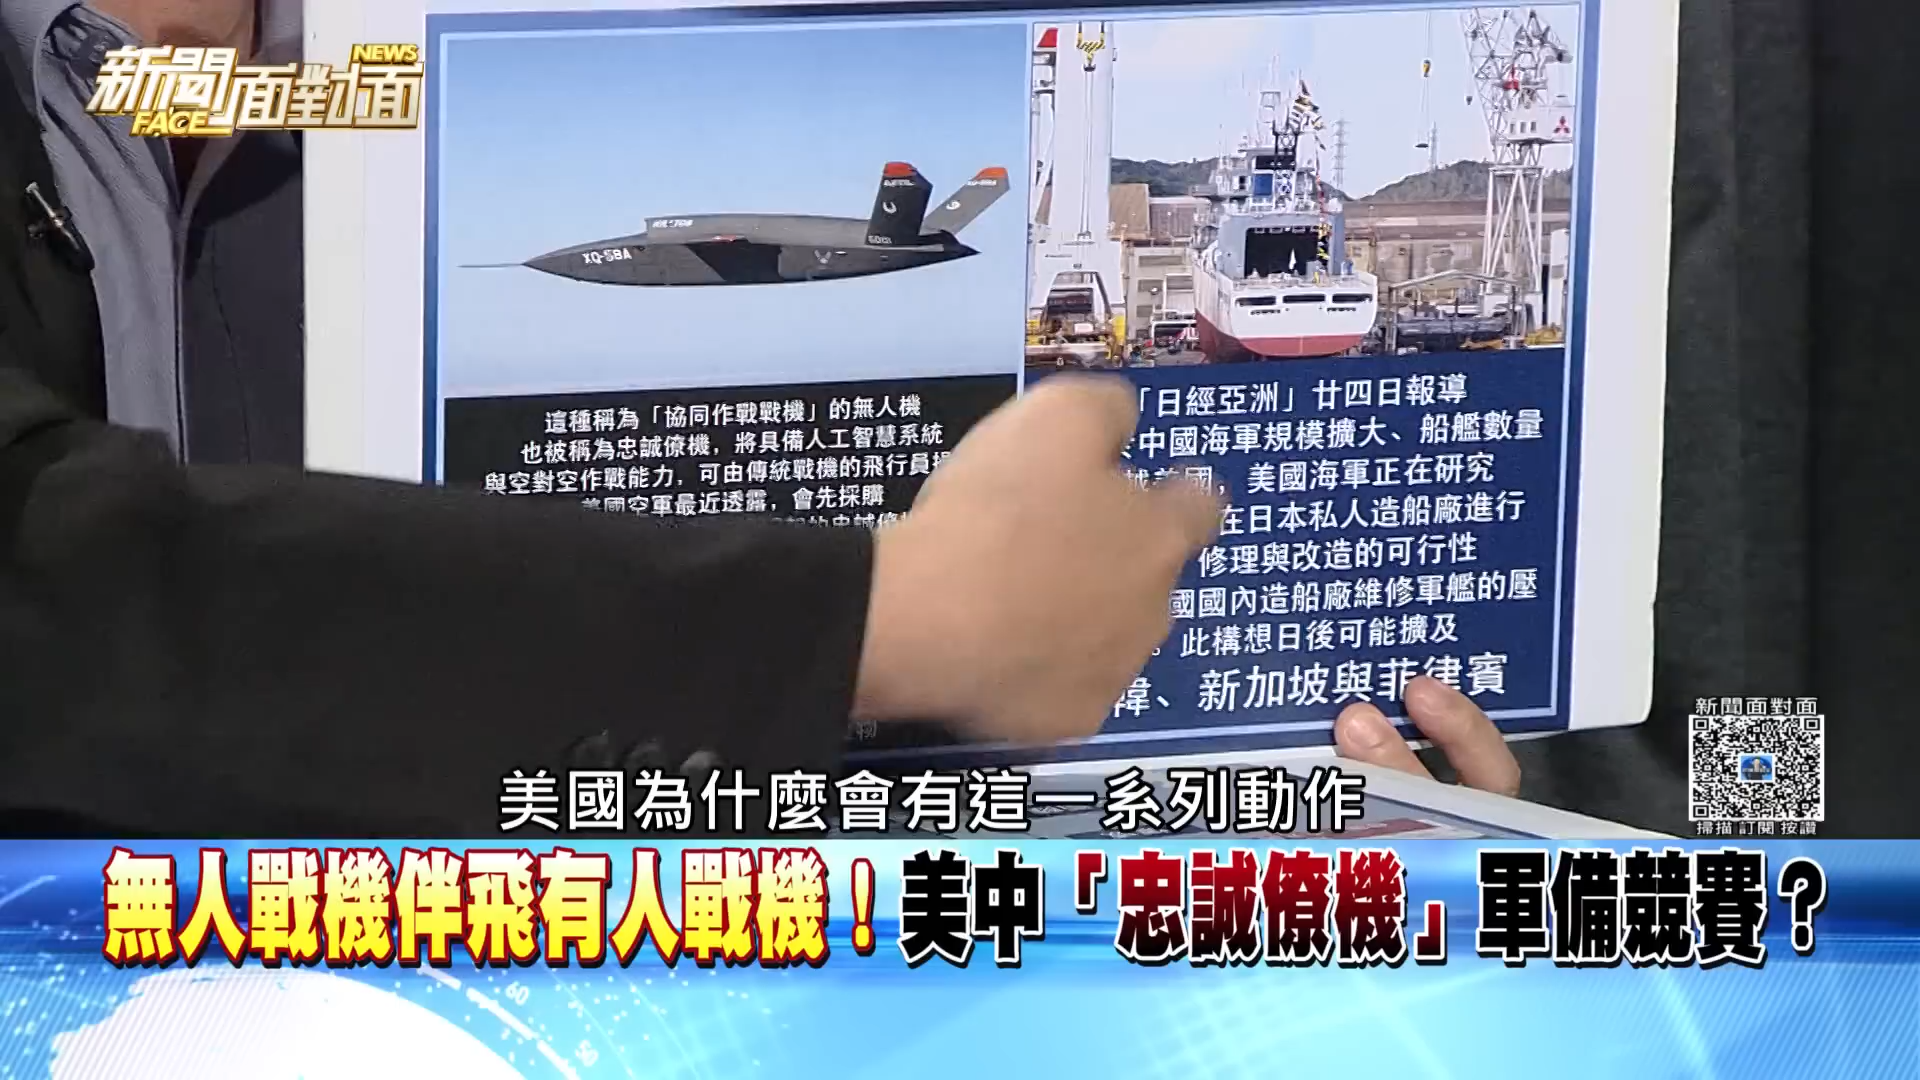 新聞面對面
NEWS
FACE
XQ-58A
這種稱為「協同作戰戰機」的無人機
也被稱為忠誠僚機，將具備人工智慧系統
與空對空作戰能力，可由傳統戰機的飛行員
美國空軍最近透露，會先採購
的忠誠僚
「日經亞洲」廿四日報導
中國海軍規模擴大、船艦數量
越美國，美國海軍正在研究
在日本私人造船廠進行
修理與改造的可行性
國國內造船廠維修軍艦的壓
。此構想日後可能擴及
韓、新加坡與菲律賓
新聞面對面
掃描 訂閱 按讚
美國為什麼會有這一系列動作
無人戰機伴飛有人戰機！美中「忠誠僚機」軍備競賽？
60
50